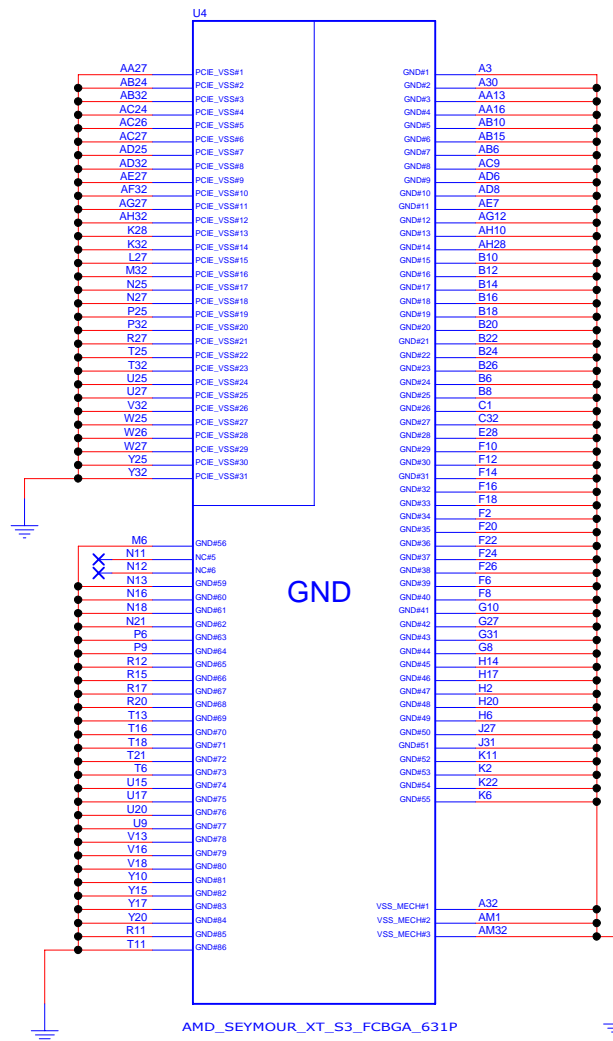 U4
AA27 PCIE_VSS#1 GND#1 A3
AB24 PCIE_VSS#2 GND#2 A30
AB32 PCIE_VSS#3 GND#3 AA13
AC24 PCIE_VSS#4 GND#4 AA16
AC26 PCIE_VSS#5 GND#5 AB10
AC27 PCIE_VSS#6 GND#6 AB15
AD25 PCIE_VSS#7 GND#7 AB6
AD32 PCIE_VSS#8 GND#8 AC9
AE27 PCIE_VSS#9 GND#9 AD6
AF32 PCIE_VSS#10 GND#10 AD8
AG27 PCIE_VSS#11 GND#11 AE7
AH32 PCIE_VSS#12 GND#12 AG12
K28 PCIE_VSS#13 GND#13 AH10
K32 PCIE_VSS#14 GND#14 AH28
L27 PCIE_VSS#15 GND#15 B10
M32 PCIE_VSS#16 GND#16 B12
N25 PCIE_VSS#17 GND#17 B14
N27 PCIE_VSS#18 GND#18 B16
P25 PCIE_VSS#19 GND#19 B18
P32 PCIE_VSS#20 GND#20 B20
R27 PCIE_VSS#21 GND#21 B22
T25 PCIE_VSS#22 GND#22 B24
T32 PCIE_VSS#23 GND#23 B26
U25 PCIE_VSS#24 GND#24 B6
U27 PCIE_VSS#25 GND#25 B8
V32 PCIE_VSS#26 GND#26 C1
W25 PCIE_VSS#27 GND#27 C32
W26 PCIE_VSS#28 GND#28 E28
W27 PCIE_VSS#29 GND#29 F10
Y25 PCIE_VSS#30 GND#30 F12
Y32 PCIE_VSS#31 GND#31 F14
GND#32 F16
GND#33 F18
GND#34 F2
GND#35 F20
M6 GND#56 GND#36 F22
N11 NC#5 GND#37 F24
N12 NC#6 GND#38 F26
N13 GND#59 GND#39 F6
N16 GND#60 GND#40 F8
N18 GND#61 GND#41 G10
N21 GND#62 GND#42 G27
P6 GND#63 GND#43 G31
P9 GND#64 GND#44 G8
R12 GND#65 GND#45 H14
R15 GND#66 GND#46 H17
R17 GND#67 GND#47 H2
R20 GND#68 GND#48 H20
T13 GND#69 GND#49 H6
T16 GND#70 GND#50 J27
T18 GND#71 GND#51 J31
T21 GND#72 GND#52 K11
T6 GND#73 GND#53 K2
U15 GND#74 GND#54 K22
U17 GND#75 GND#55 K6
U20 GND#76
U9 GND#77
V13 GND#78
V16 GND#79
V18 GND#80
Y10 GND#81
Y15 GND#82
Y17 GND#83 VSS_MECH#1 A32
Y20 GND#84 VSS_MECH#2 AM1
R11 GND#85 VSS_MECH#3 AM32
T11 GND#86
GND
AMD_SEYMOUR_XT_S3_FCBGA_631P